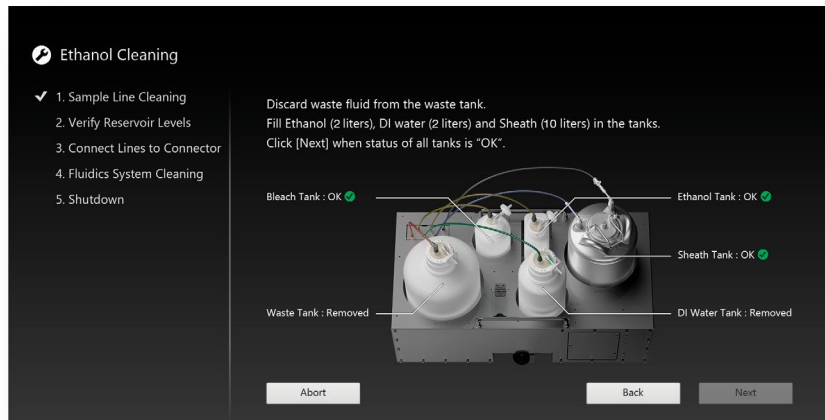 Ethanol Cleaning
1. Sample Line Cleaning
2. Verify Reservoir Levels
3. Connect Lines to Connector
4. Fluidics System Cleaning
5. Shutdown
Discard waste fluid from the waste tank.
Fill Ethanol (2 liters), DI water (2 liters) and Sheath (10 liters) in the tanks.
Click [Next] when status of all tanks is “OK”.
Bleach Tank : OK
Ethanol Tank : OK
Sheath Tank : OK
Waste Tank : Removed
DI Water Tank : Removed
Abort
Back
Next